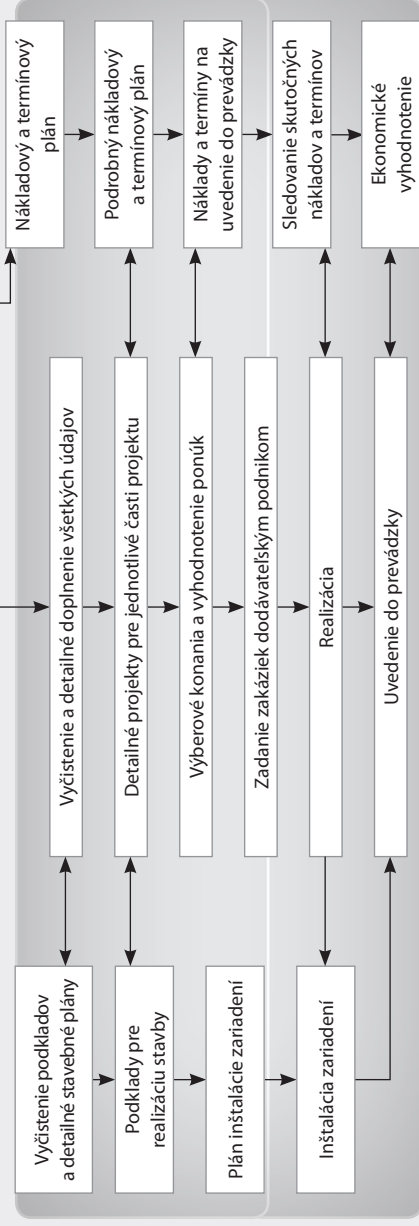 Vyčistenie podkladov
a detailné stavebné plány
Vyčistenie a detailné doplnenie všetkých údajov
Nákladový a termínový
plán
Podklady pre
realizáciu stavby
Detailné projekty pre jednotlivé časti projektu
Podrobný nákladový
a termínový plán
Plán inštalácie zariadení
Výberové konania a vyhodnotenie ponúk
Náklady a termíny na
uvedenie do prevádzky
Zadanie zakáziek dodávateľským podnikom
Inštalácia zariadení
Realizácia
Sledovanie skutočných
nákladov a termínov
Uvedenie do prevádzky
Ekonomické
vyhodnotenie